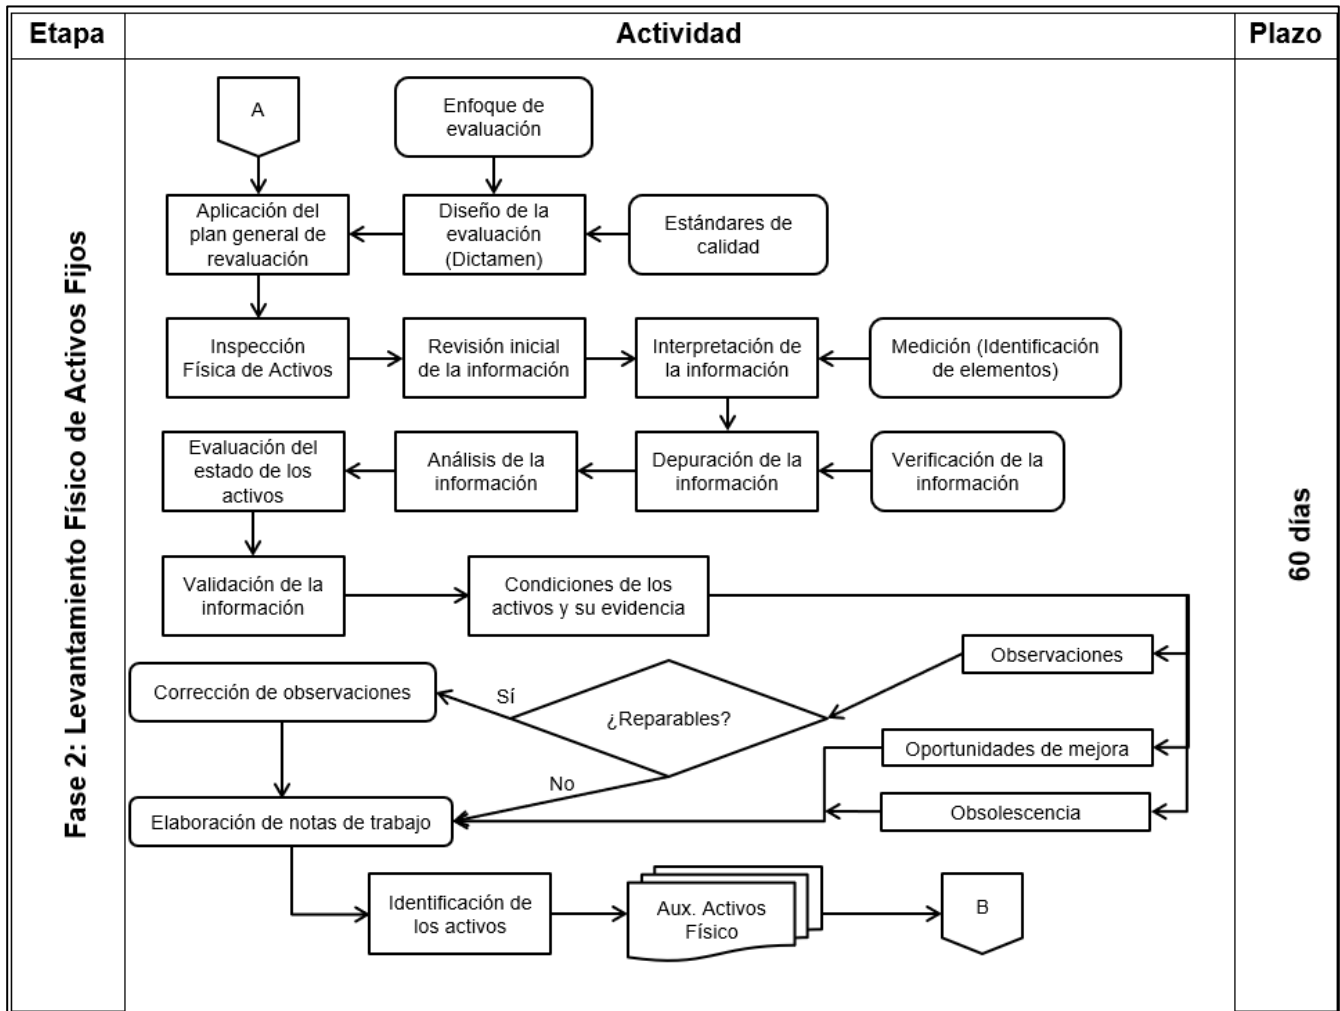 Etapa
Actividad
Plazo
Fase 2: Levantamiento Físico de Activos Fijos
60 días
A
Enfoque de
evaluación
Aplicación del
plan general de
revaluación
Diseño de la
evaluación
(Dictamen)
Estándares de
calidad
Inspección
Física de Activos
Revisión inicial
de la información
Interpretación de
la información
Medición (Identificación
de elementos)
Evaluación del
estado de los
activos
Análisis de la
información
Depuración de la
información
Verificación de la
información
Validación de la
información
Condiciones de los
activos y su evidencia
Observaciones
Corrección de observaciones
Sí
¿Reparables?
Oportunidades de mejora
No
Obsolescencia
Elaboración de notas de trabajo
Identificación de
los activos
Aux. Activos
Físico
B